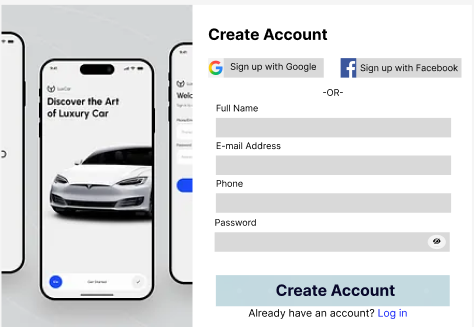 LuxCar
Discover the Art
of Luxury Car
Get Started
Welc
Create Account
Sign up with Google
Sign up with Facebook
-OR-
Full Name
E-mail Address
Phone
Password
Create Account
Already have an account? Log in